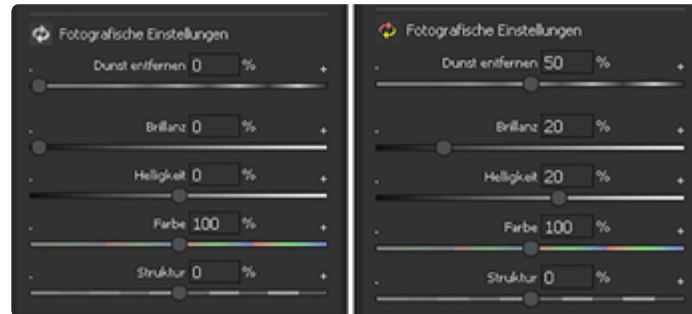 Fotografische Einstellungen
Dunst entfernen 0 %
- +
Brillanz 0 %
- +
Helligkeit 0 %
- +
Farbe 100 %
- +
Struktur 0 %
- +
Fotografische Einstellungen
Dunst entfernen 50 %
- +
Brillanz 20 %
- +
Helligkeit 20 %
- +
Farbe 100 %
- +
Struktur 0 %
- +